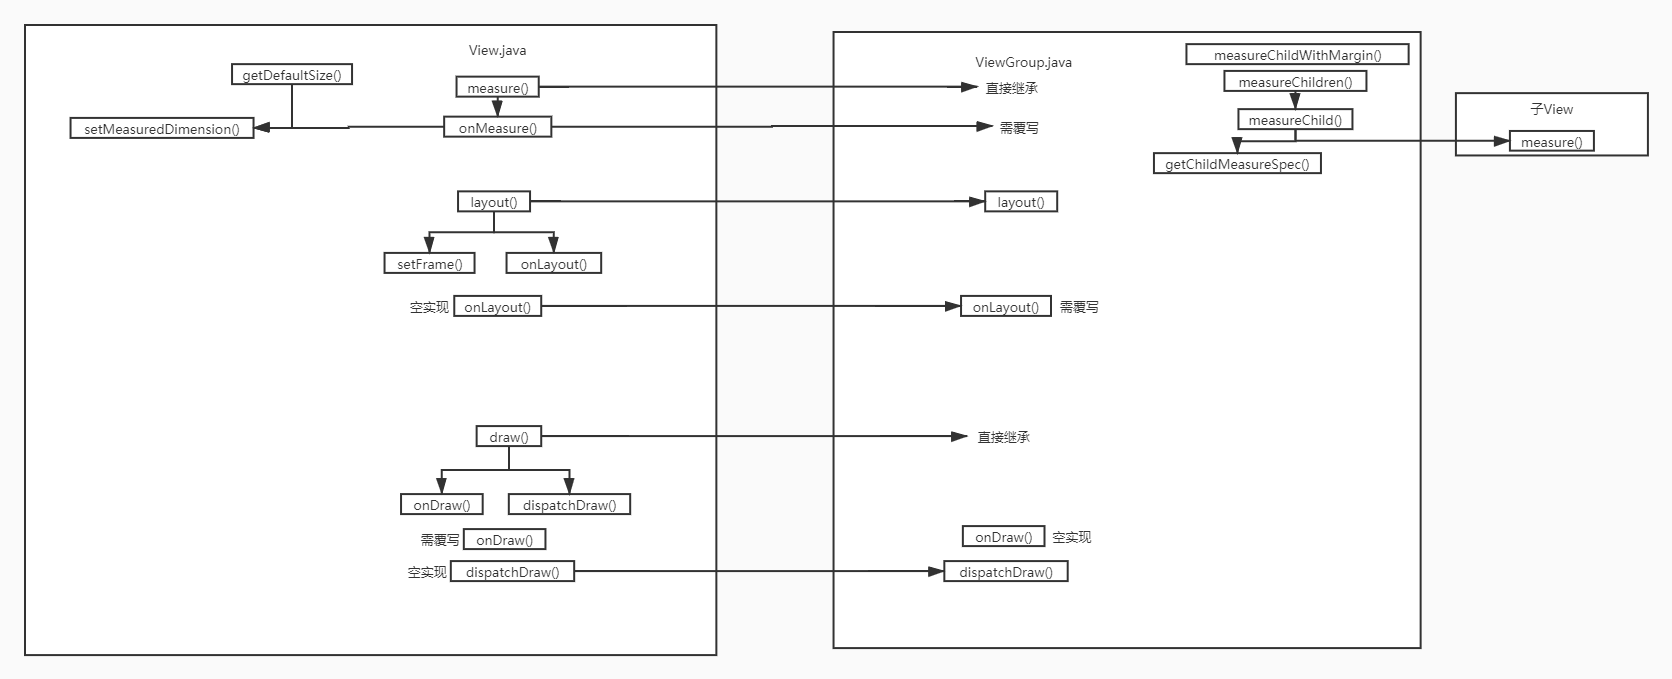 View.java
getDefaultSize()
measure()
setMeasuredDimension()
onMeasure()
layout()
setFrame()
onLayout()
空实现
onLayout()
draw()
onDraw()
dispatchDraw()
需覆写
onDraw()
空实现
dispatchDraw()
ViewGroup.java
直接继承
需覆写
layout()
onLayout()
需覆写
直接继承
onDraw()
空实现
dispatchDraw()
measureChildWithMargin()
measureChildren()
measureChild()
getChildMeasureSpec()
子View
measure()